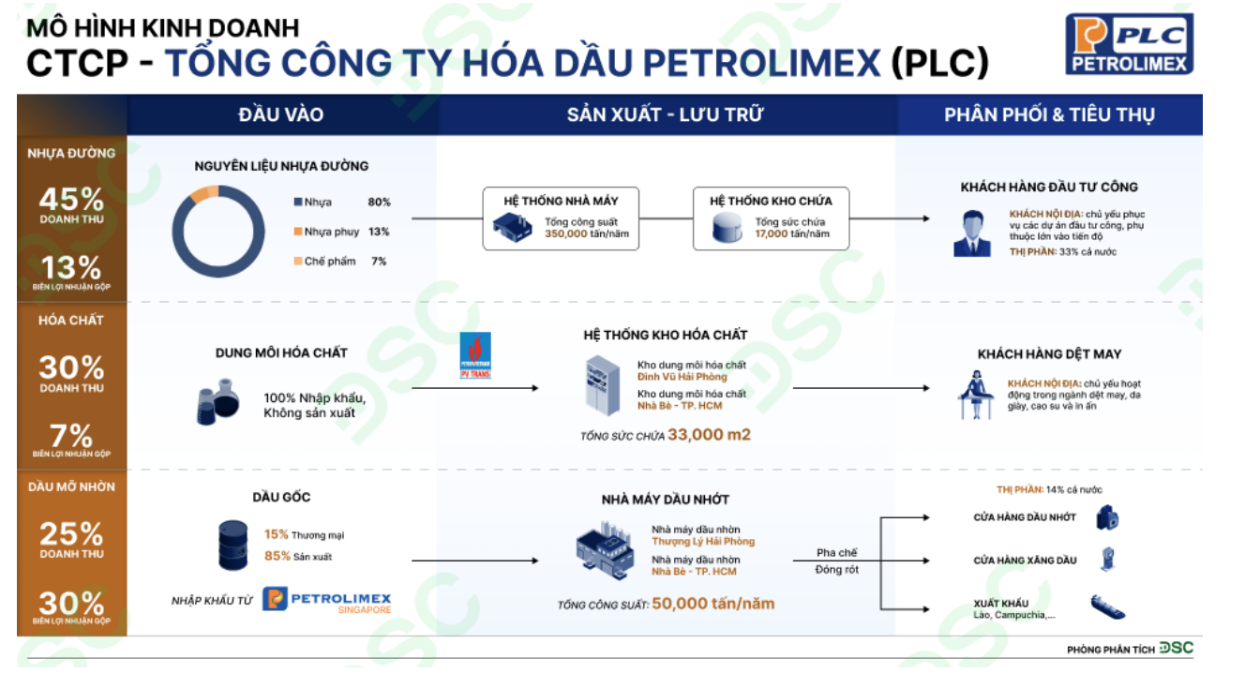 MÔ HÌNH KINH DOANH
CTCP - TỔNG CÔNG TY HÓA DẦU PETROLIMEX (PLC)
PLC
PETROLIMEX
ĐẦU VÀO
SẢN XUẤT - LƯU TRỮ
PHÂN PHỐI & TIÊU THỤ
NHỰA ĐƯỜNG
45%
DOANH THU
13%
BIÊN LỢI NHUẬN GỘP
NGUYÊN LIỆU NHỰA ĐƯỜNG
Nhựa 80%
Nhựa phuy 13%
Chế phẩm 7%
HỆ THỐNG NHÀ MÁY
Tổng công suất
350,000 tấn/năm
HỆ THỐNG KHO CHỨA
Tổng sức chứa
17,000 tấn/năm
KHÁCH HÀNG ĐẦU TƯ CÔNG
KHÁCH NỘI ĐỊA: chủ yếu phục
vụ các dự án đầu tư công, phụ
thuộc lớn vào tiến độ
THỊ PHẦN: 33% cả nước
HÓA CHẤT
30%
DOANH THU
7%
BIÊN LỢI NHUẬN GỘP
DUNG MÔI HÓA CHẤT
100% Nhập khẩu,
Không sản xuất
PETROVIETNAM
PV TRANS
HỆ THỐNG KHO HÓA CHẤT
Kho dung môi hóa chất
Đình Vũ Hải Phòng
Kho dung môi hóa chất
Nhà Bè - TP. HCM
TỔNG SỨC CHỨA 33,000 m2
KHÁCH HÀNG DỆT MAY
KHÁCH NỘI ĐỊA: chủ yếu hoạt
động trong ngành dệt may, da
giày, cao su và in ấn
DẦU MỠ NHỜN
25%
DOANH THU
30%
BIÊN LỢI NHUẬN GỘP
DẦU GỐC
15% Thương mại
85% Sản xuất
NHẬP KHẨU TỪ PETROLIMEX
SINGAPORE
NHÀ MÁY DẦU NHỚT
Nhà máy dầu nhờn
Thượng Lý Hải Phòng
Nhà máy dầu nhờn
Nhà Bè - TP. HCM
TỔNG CÔNG SUẤT: 50,000 tấn/năm
Pha chế
Đóng rót
THỊ PHẦN: 14% cả nước
CỬA HÀNG DẦU NHỚT
CỬA HÀNG XĂNG DẦU
XUẤT KHẨU
Lào, Campuchia,...
PHÒNG PHÂN TÍCH DSC